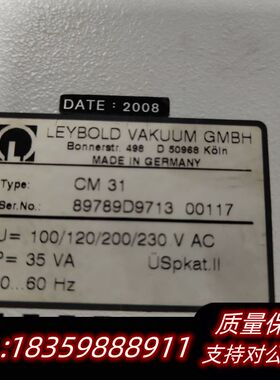 DATE : 2008
LEYBOLD VAKUUM GMBH
Bonnerstr. 498 D 50968 Köln
MADE IN GERMANY
Type: CM 31
Ser.No.: 89789D9713 00117
U= 100/120/200/230 V AC
P= 35 VA ÜSpkat.II
0...60 Hz
质量保
:18359888911
支持对公